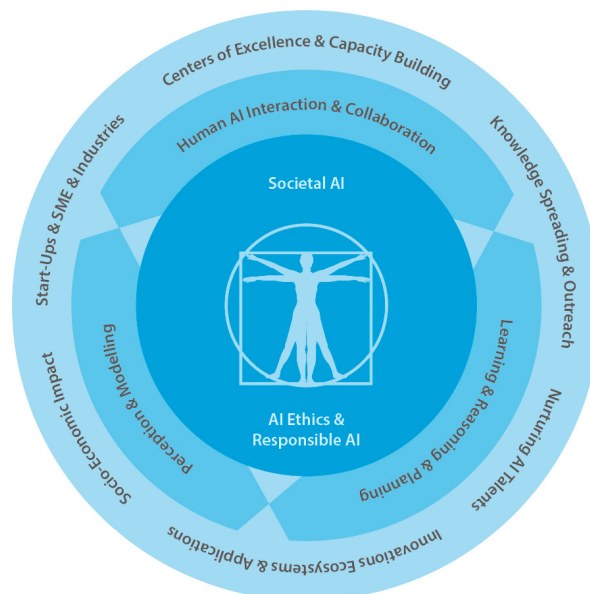 Centers of Excellence & Capacity Building
Knowledge Spreading & Outreach
Nurturing AI Talents
Innovations Ecosystems & Applications
Socio-Economic Impact
Start-Ups & SME & Industries
Human AI Interaction & Collaboration
Learning & Reasoning & Planning
Perception & Modelling
Societal AI
AI Ethics &
Responsible AI